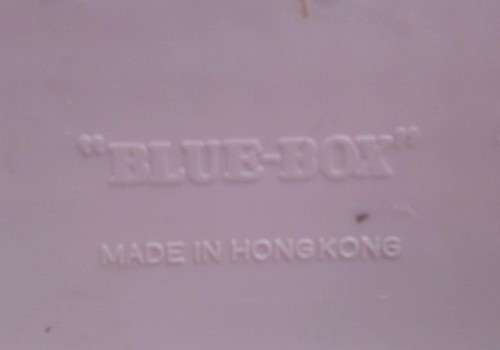 "BLUE-BOX"
MADE IN HONG KONG